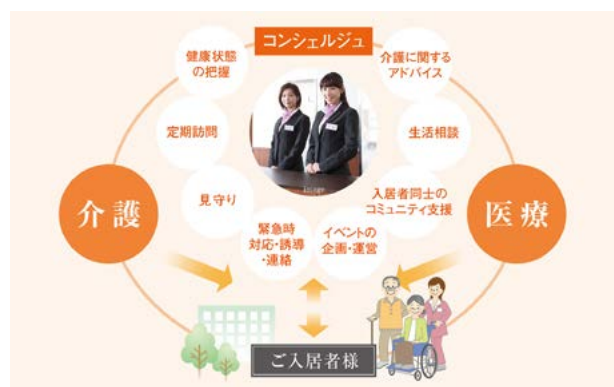 コンシェルジュ
健康状態
の把握
介護に関する
アドバイス
定期訪問
生活相談
見守り
入居者同士の
コミュニティ支援
緊急時
対応・誘導
・連絡
イベントの
企画・運営
介護
医療
ご入居者様